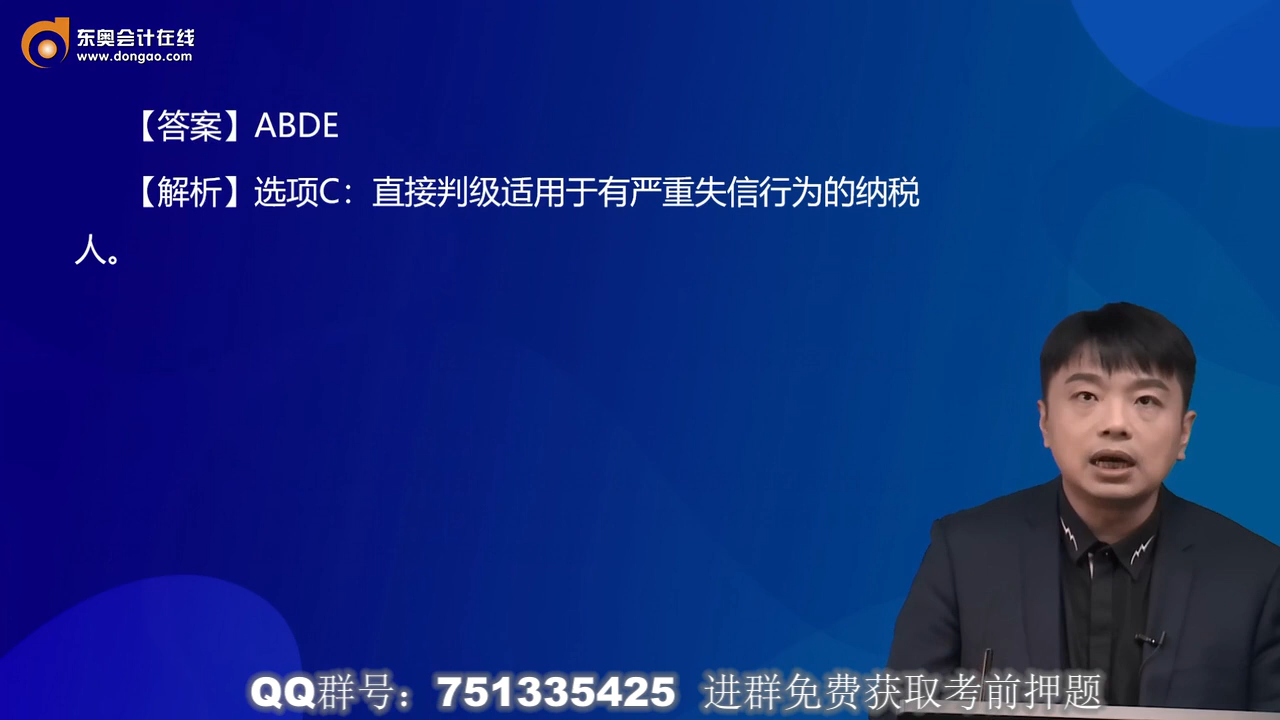 东奥会计在线
www.dongao.com
【答案】ABDE
【解析】选项C：直接判级适用于有严重失信行为的纳税
人。
QQ群号：751335425 进群免费获取考前押题